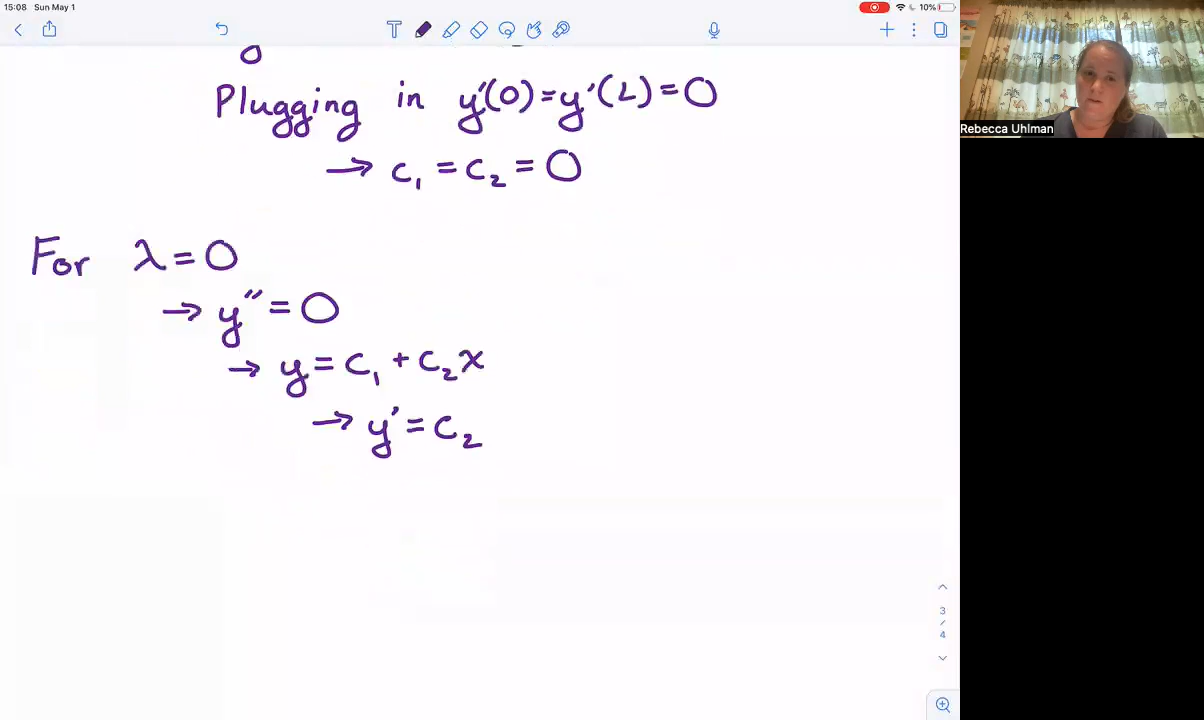 15:08 Sun May 1
10%
T
Plugging in y'(0)=y'(L)=0
→ c₁ = c₂ = 0
For λ=0
→ y''=0
→ y = c₁ + c₂x
→ y' = c₂
3
/
4
Rebecca Uhlman